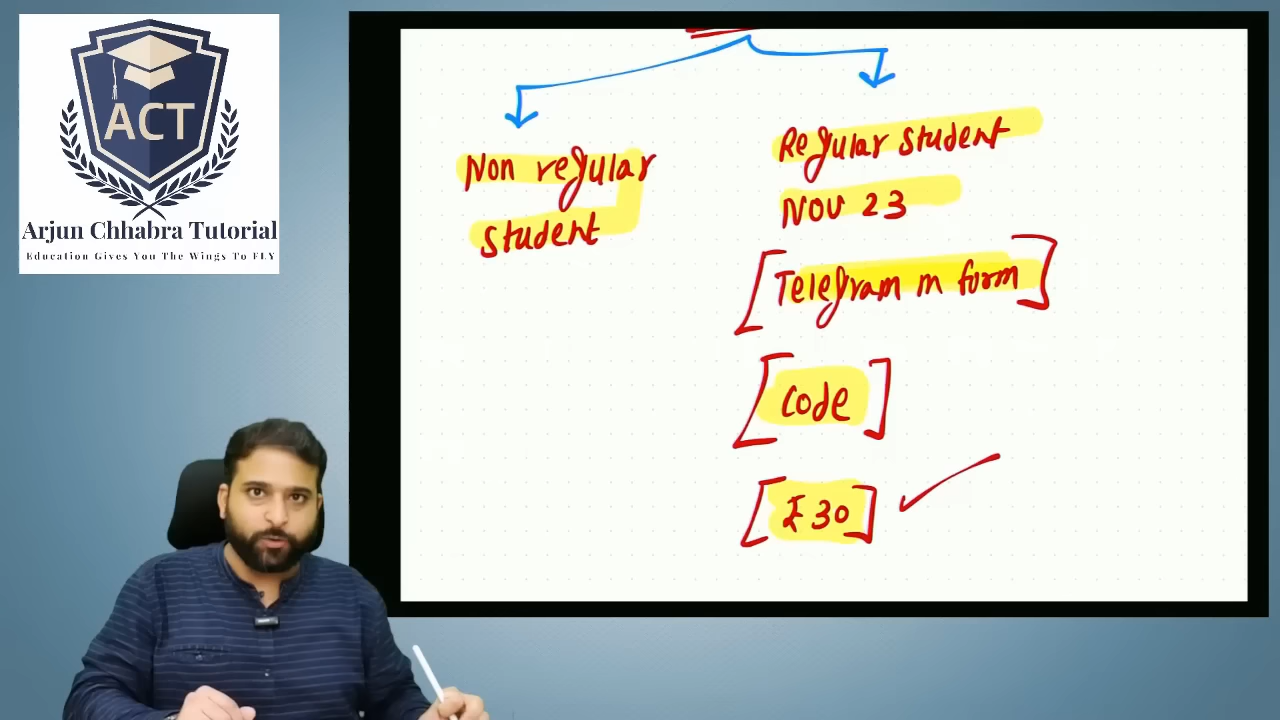 ACT
Arjun Chhabra Tutorial
Education Gives You The Wings To FLY
Non regular
Student
Regular Student
Nov 23
[Telegram m form]
[Code]
[₹30]